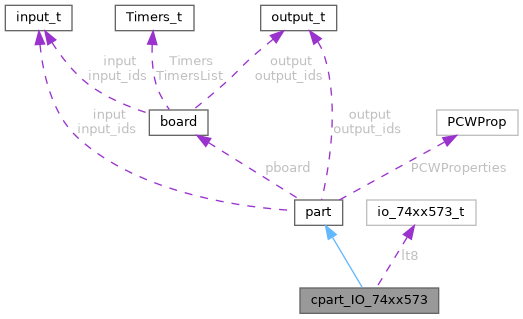 input_t
Timers_t
output_t
input
input_ids
Timers
TimersList
output
output_ids
board
PCWProp
input
input_ids
output
output_ids
pboard
PCWProperties
part
io_74xx573_t
lt8
cpart_IO_74xx573